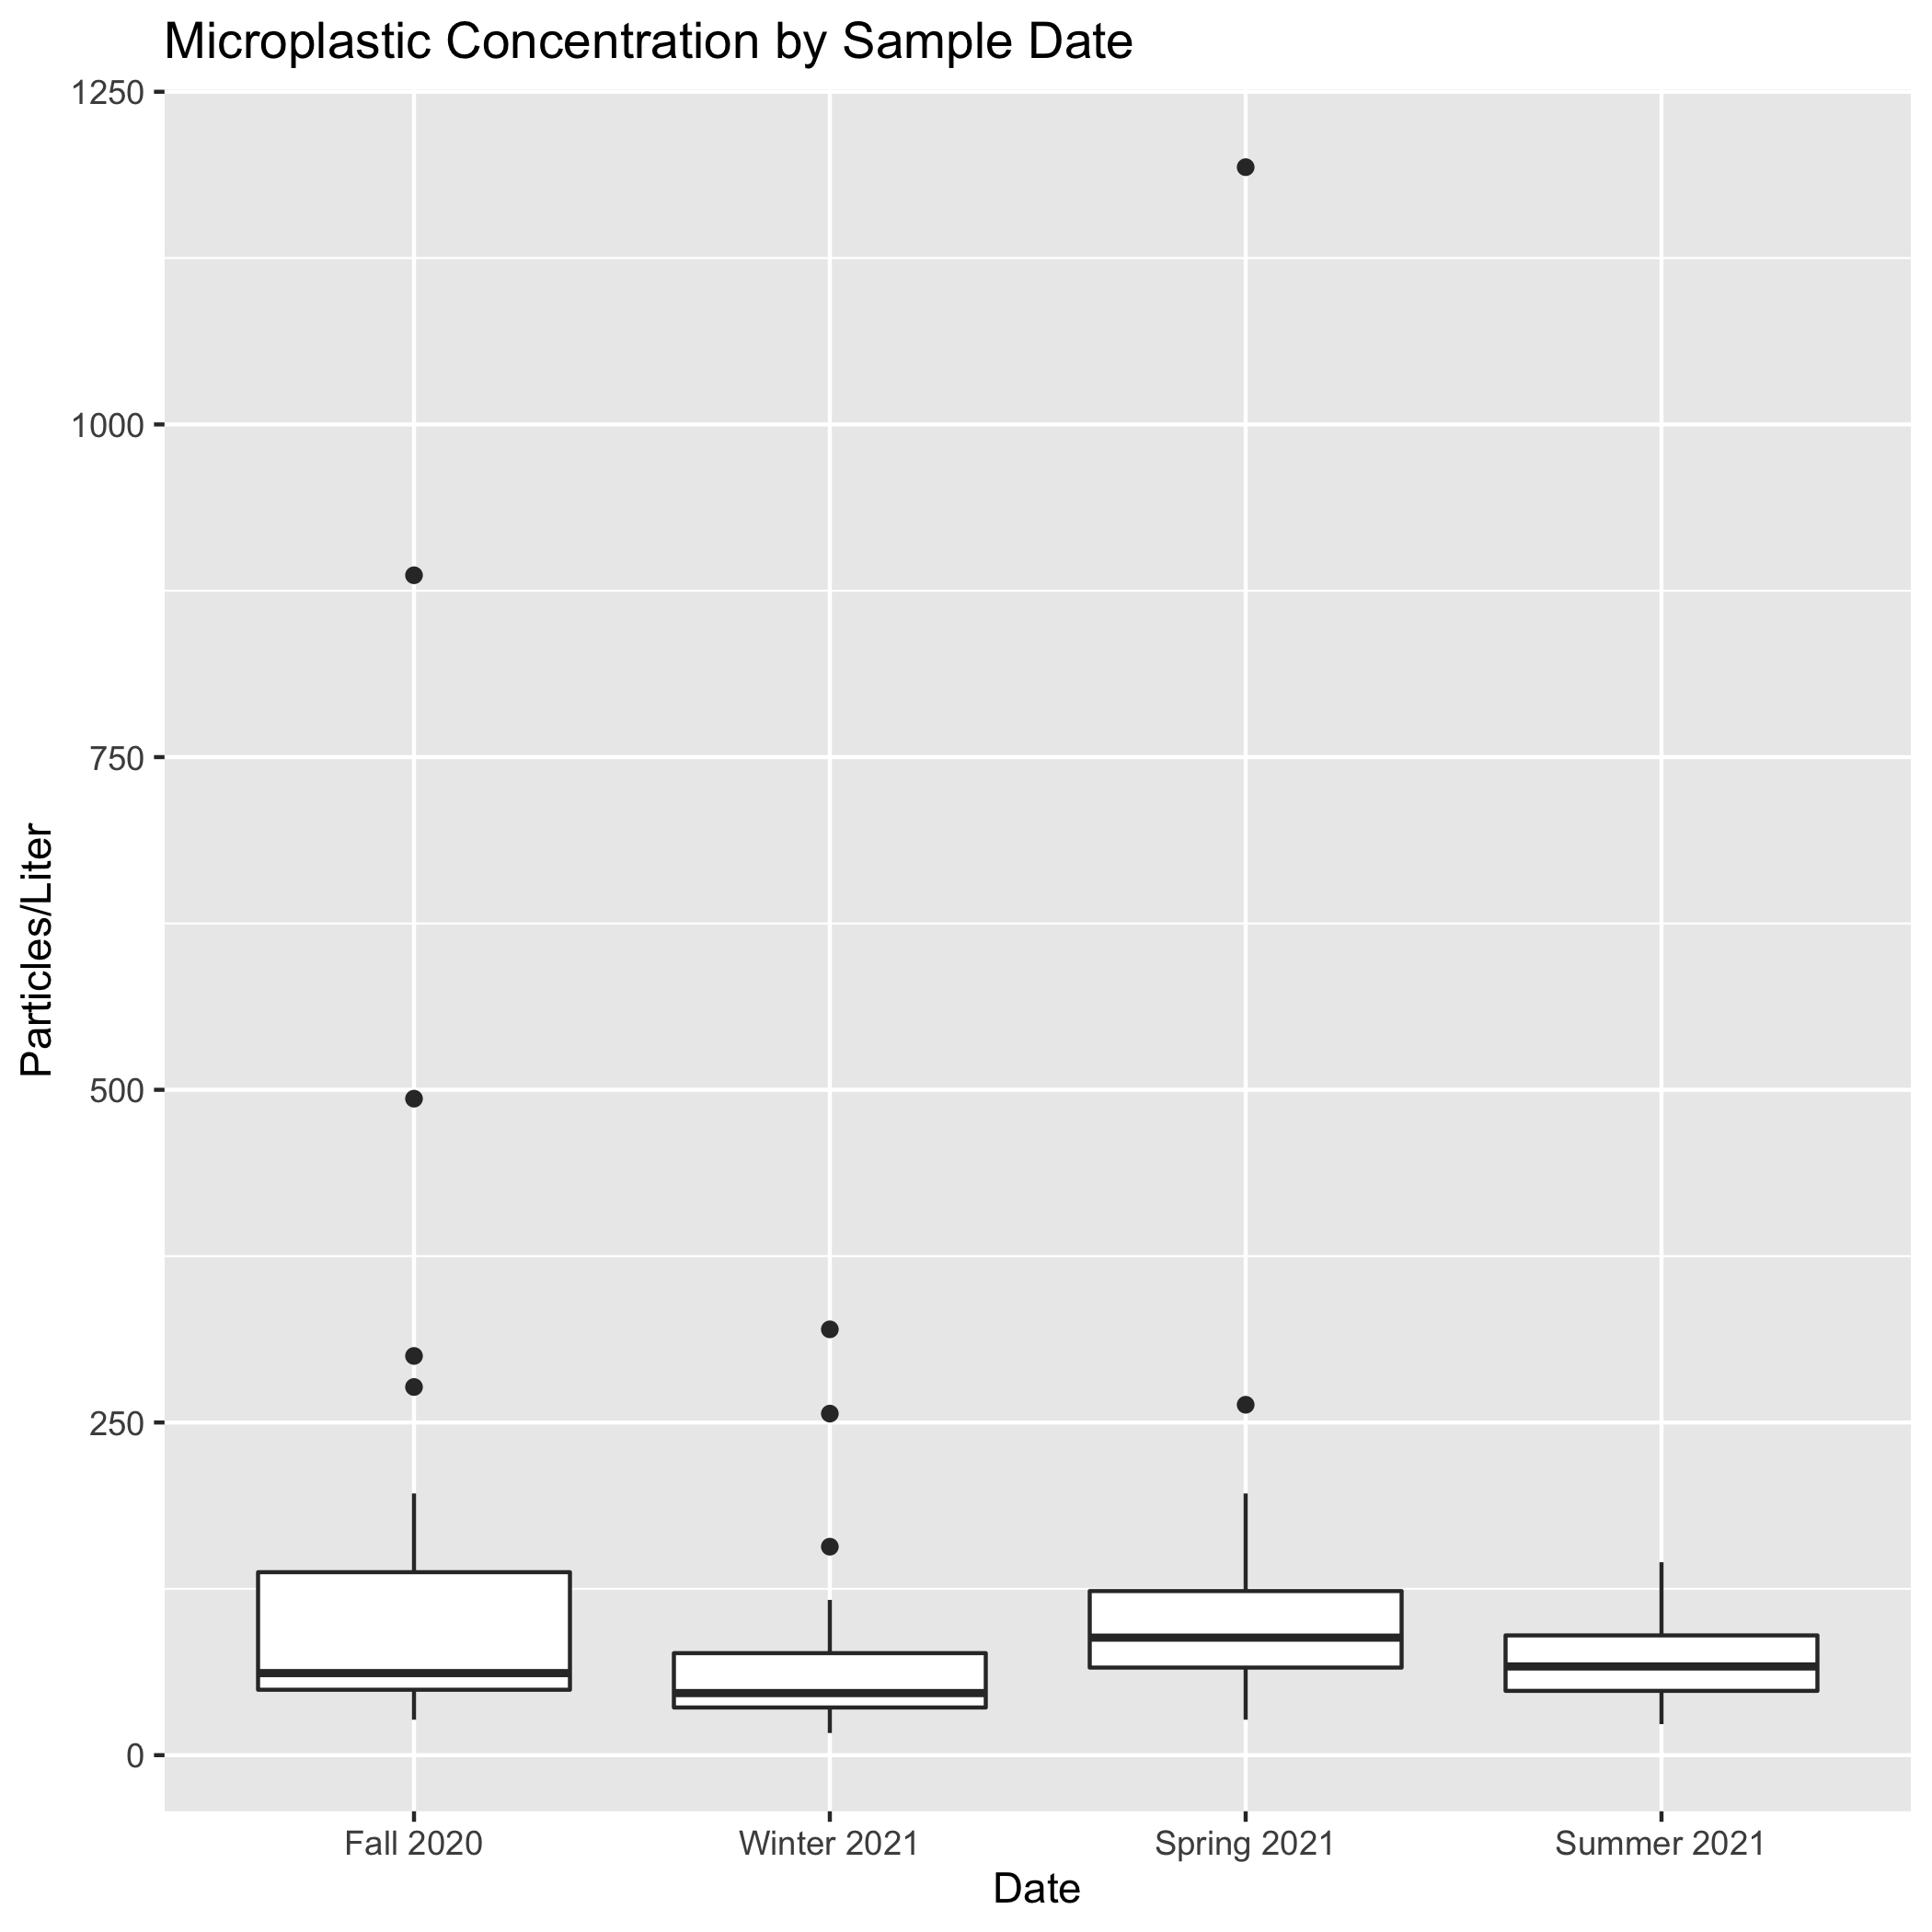 Microplastic Concentration by Sample Date
1250
1000
750
500
250
0
Particles/Liter
Fall 2020
Winter 2021
Spring 2021
Summer 2021
Date